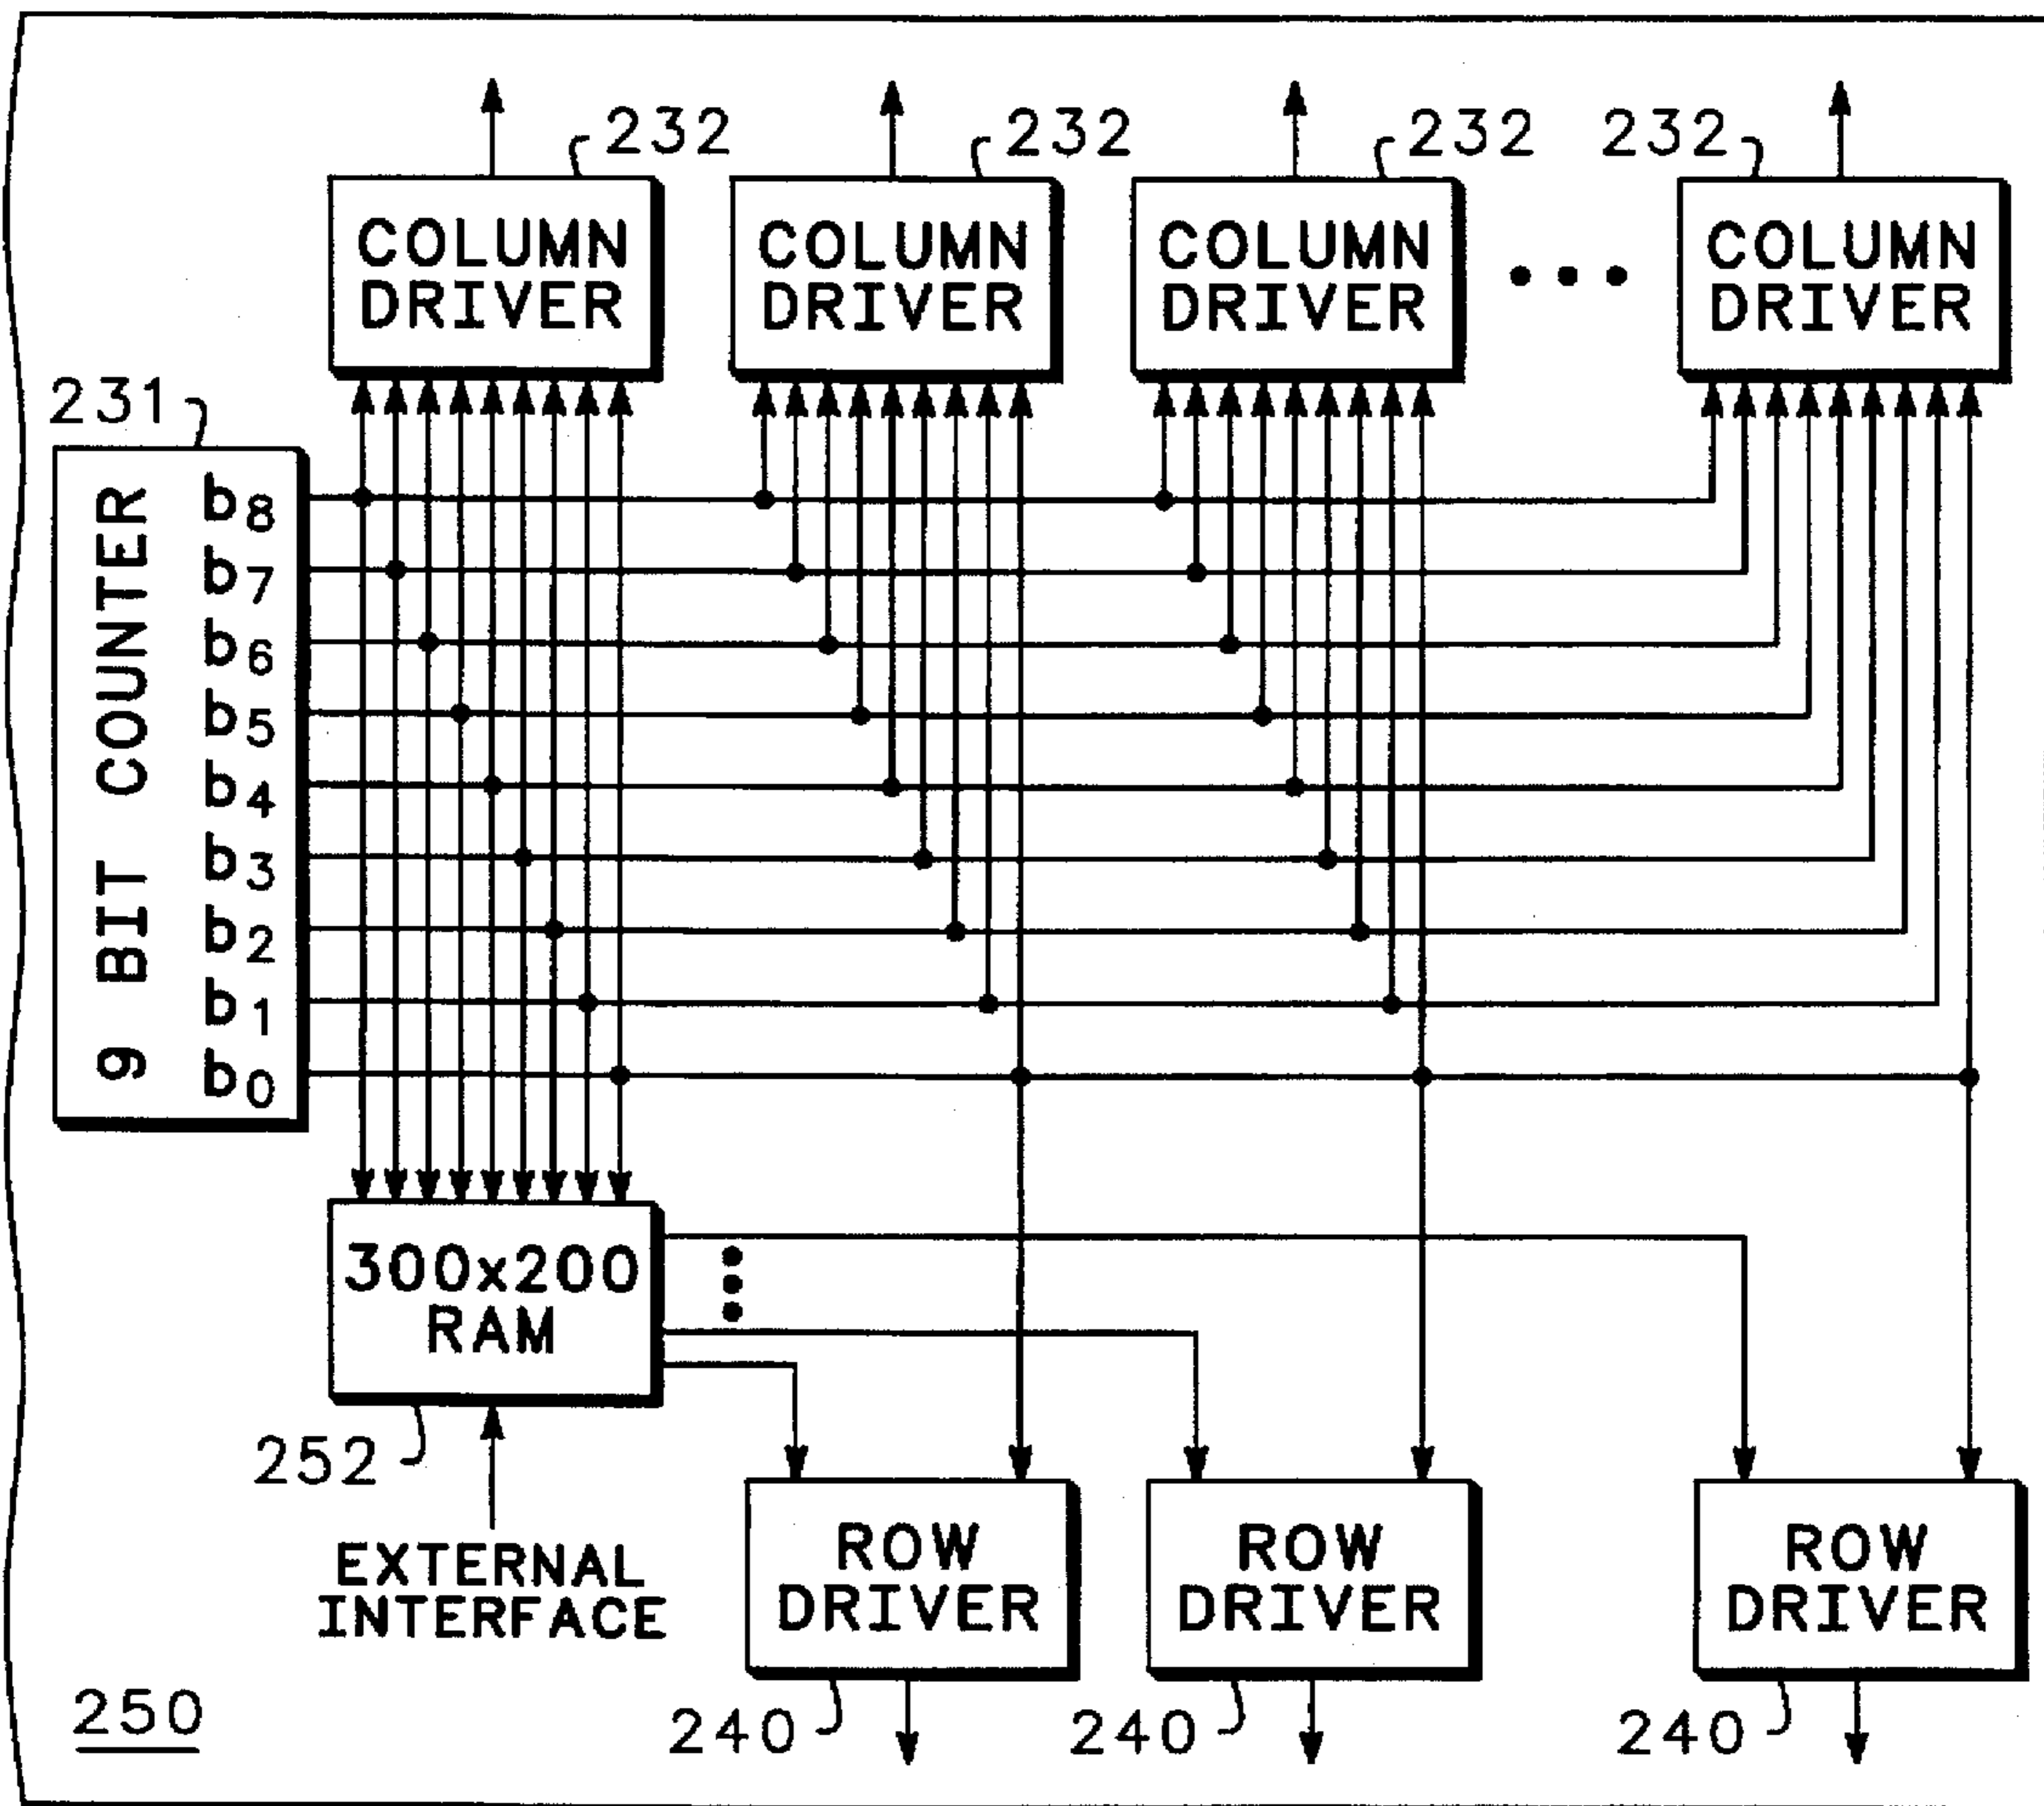 232
232
232
232
COLUMN
DRIVER
COLUMN
DRIVER
COLUMN
DRIVER
COLUMN
DRIVER
231
9 BIT COUNTER
b8
b7
b6
b5
b4
b3
b2
b1
b0
300x200
RAM
252
EXTERNAL
INTERFACE
ROW
DRIVER
ROW
DRIVER
ROW
DRIVER
240
240
240
250